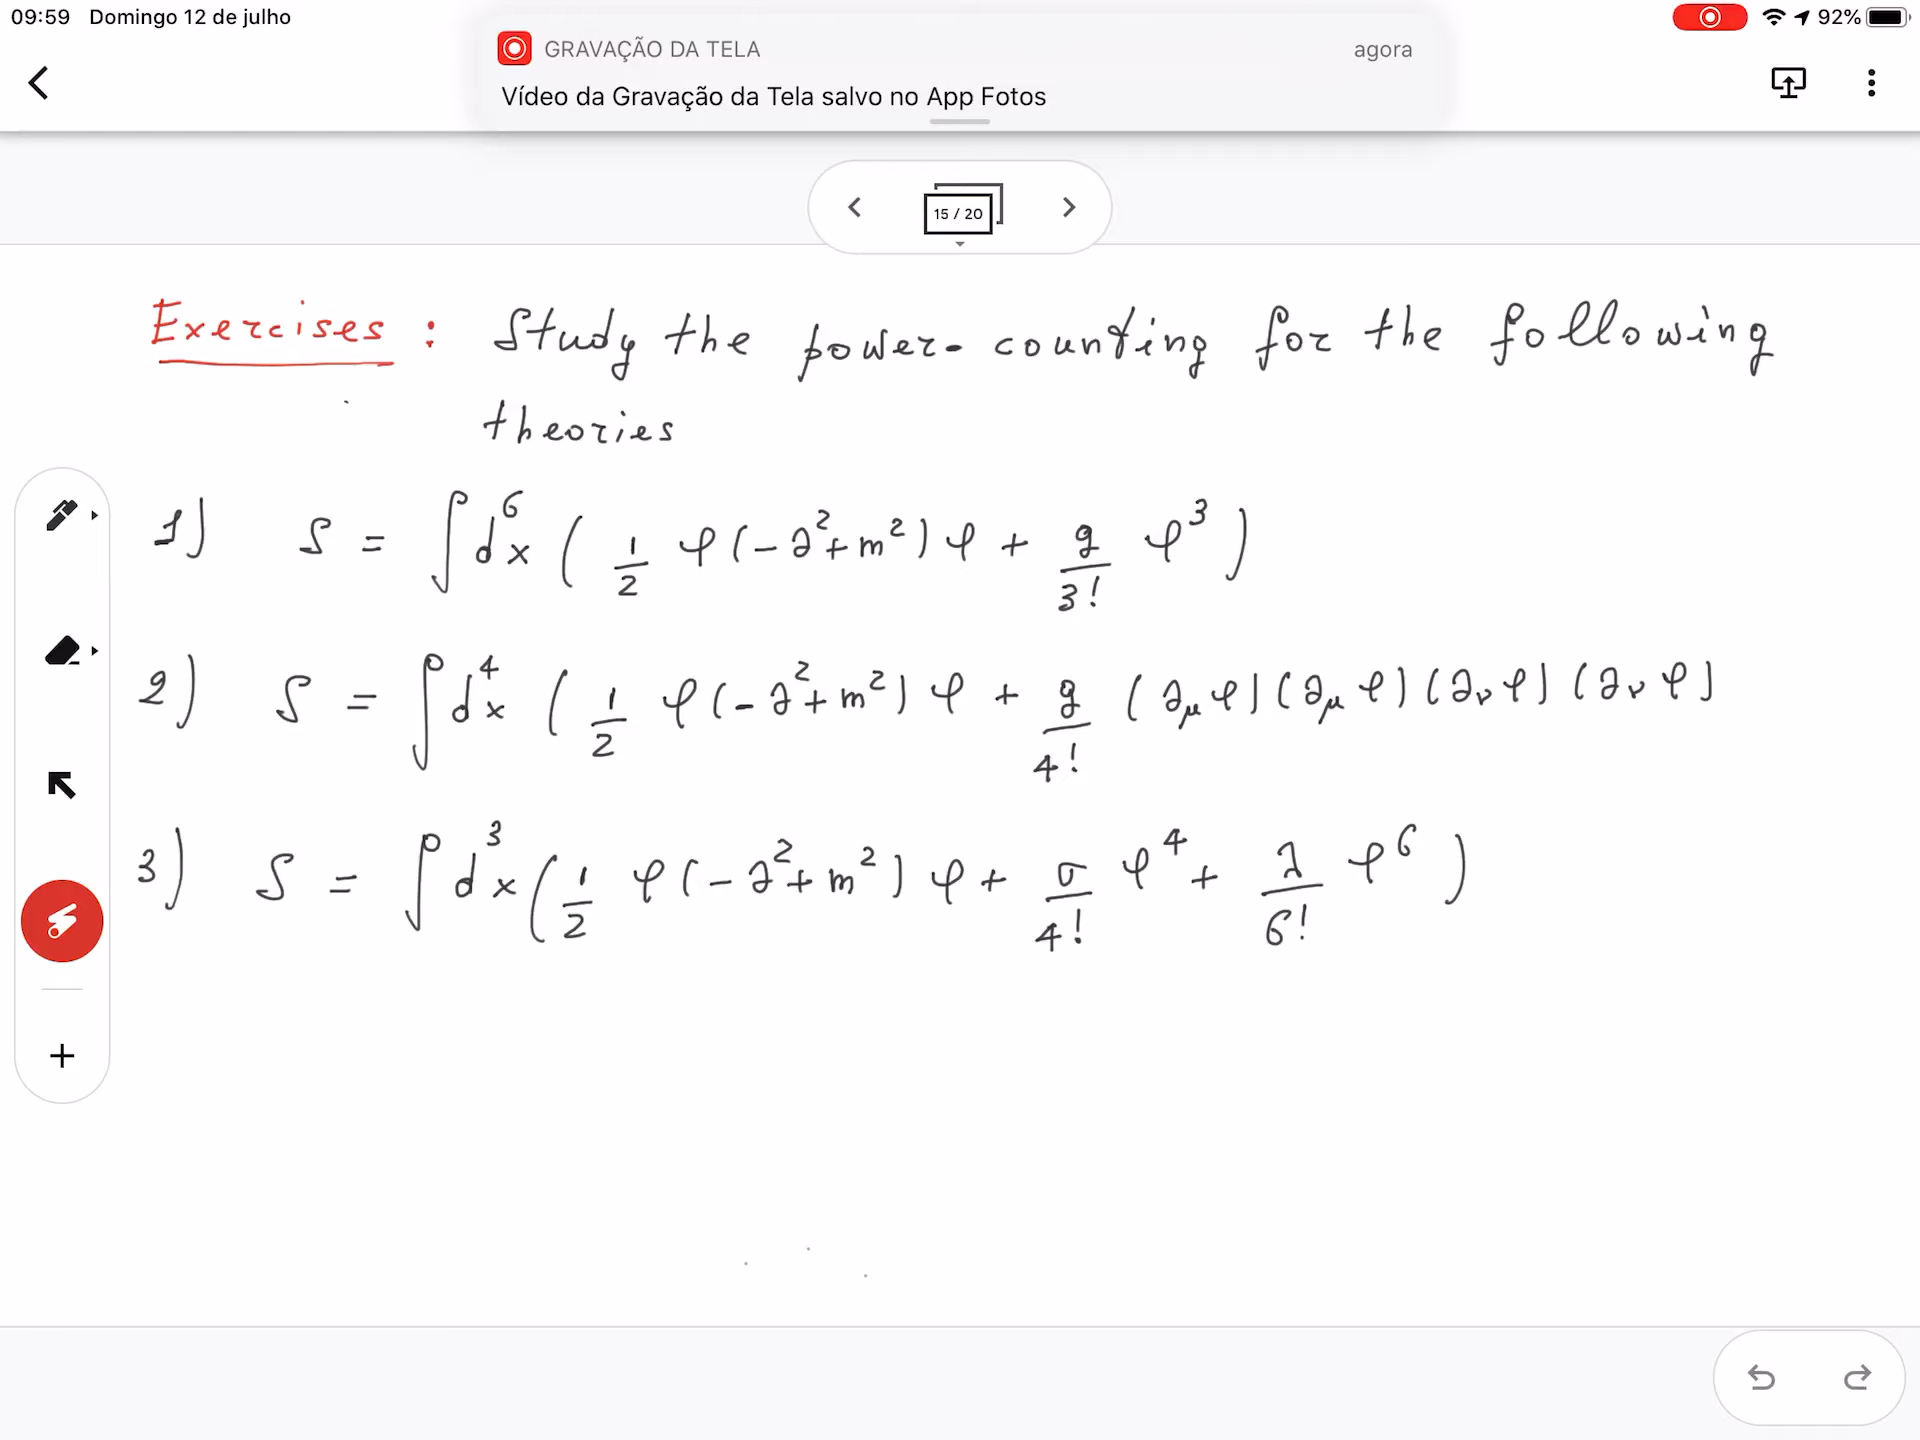 09:59 Domingo 12 de julho 92%
GRAVAÇÃO DA TELA agora
Vídeo da Gravação da Tela salvo no App Fotos
15 / 20
Exercises : Study the power-counting for the following
theories
1) S = ∫ d⁶x ( 1/2 φ(-∂²+m²)φ + g/3! φ³ )
2) S = ∫ d⁴x ( 1/2 φ(-∂²+m²)φ + g/4! (∂μφ)(∂μφ)(∂νφ)(∂νφ)
3) S = ∫ d³x ( 1/2 φ(-∂²+m²)φ + σ/4! φ⁴ + λ/6! φ⁶ )